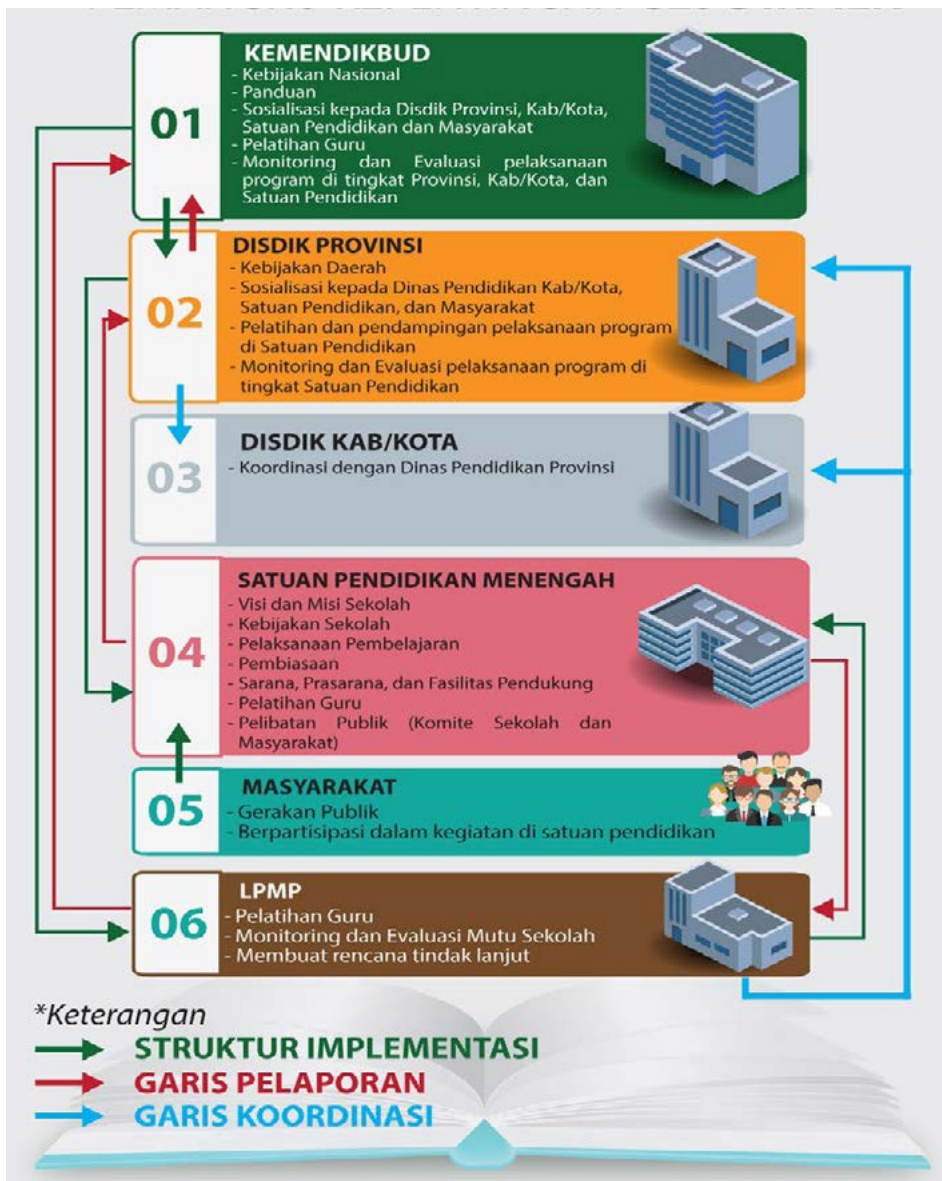 01
KEMENDIKBUD
- Kebijakan Nasional
- Panduan
- Sosialisasi kepada Disdik Provinsi, Kab/Kota,
Satuan Pendidikan dan Masyarakat
- Pelatihan Guru
- Monitoring dan Evaluasi pelaksanaan
program di tingkat Provinsi, Kab/Kota, dan
Satuan Pendidikan
02
DISDIK PROVINSI
- Kebijakan Daerah
- Sosialisasi kepada Dinas Pendidikan Kab/Kota,
Satuan Pendidikan, dan Masyarakat
- Pelatihan dan pendampingan pelaksanaan program
di Satuan Pendidikan
- Monitoring dan Evaluasi pelaksanaan program di
tingkat Satuan Pendidikan
03
DISDIK KAB/KOTA
- Koordinasi dengan Dinas Pendidikan Provinsi
04
SATUAN PENDIDIKAN MENENGAH
- Visi dan Misi Sekolah
- Kebijakan Sekolah
- Pelaksanaan Pembelajaran
- Pembiasaan
- Sarana, Prasarana, dan Fasilitas Pendukung
- Pelatihan Guru
- Pelibatan Publik (Komite Sekolah dan
Masyarakat)
05
MASYARAKAT
- Gerakan Publik
- Berpartisipasi dalam kegiatan di satuan pendidikan
06
LPMP
- Pelatihan Guru
- Monitoring dan Evaluasi Mutu Sekolah
- Membuat rencana tindak lanjut
*Keterangan
STRUKTUR IMPLEMENTASI
GARIS PELAPORAN
GARIS KOORDINASI